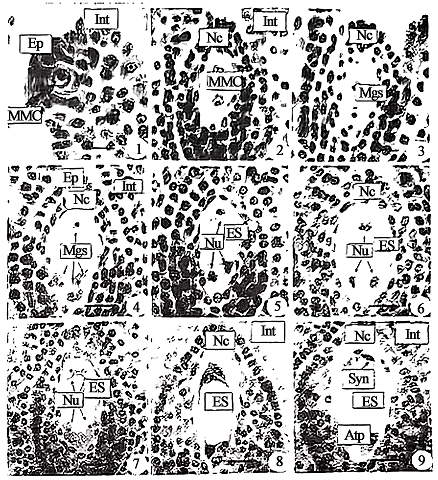 Int
Ep
MMC
1
Int
Nc
MMC
2
Nc
Mgs
3
Ep
Int
Nc
Mgs
4
ES
Nu
5
Nc
Nu
ES
6
ES
Nu
7
Nc
Int
ES
8
Nc
Int
Syn
ES
Atp
9